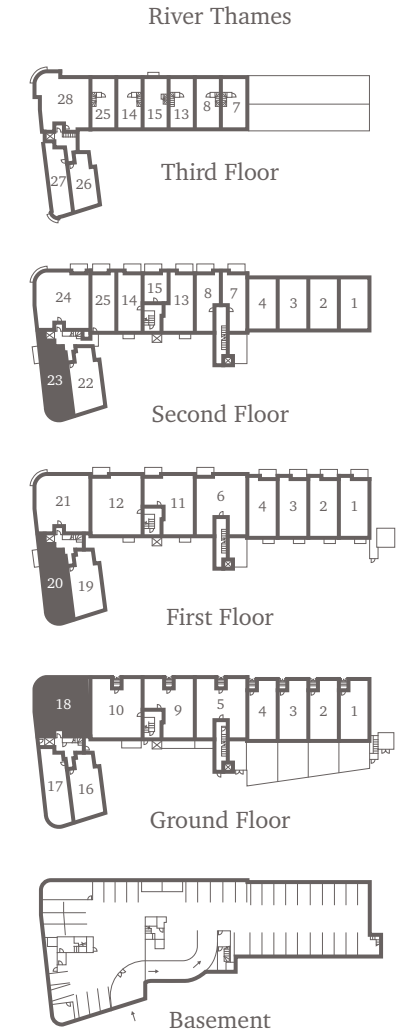 River Thames
28 25 14 15 13 8 7
27 26
Third Floor
24 25 14 15 13 8 7 4 3 2 1
23 22
Second Floor
21 12 11 6 4 3 2 1
20 19
First Floor
18 10 9 5 4 3 2 1
17 16
Ground Floor
Basement